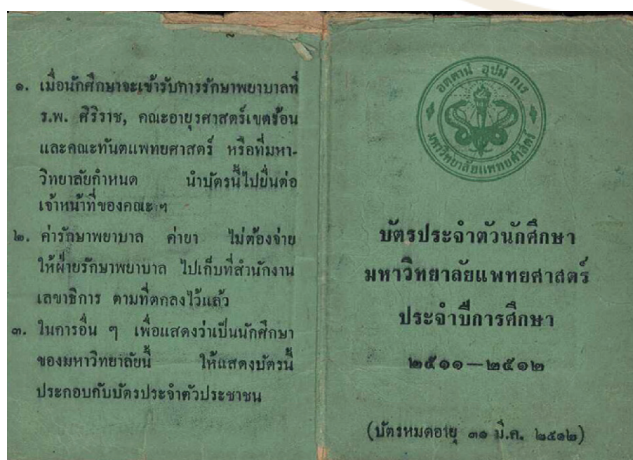 ๑. เมื่อนักศึกษาจะเข้ารับการรักษาพยาบาลที่
ร.พ. ศิริราช, คณะอายุรศาสตร์เขตร้อน
และคณะทันตแพทยศาสตร์ หรือที่มหา-
วิทยาลัยกำหนด นำบัตรนี้ไปยื่นต่อ
เจ้าหน้าที่ของคณะ ๆ
๒. ค่ารักษาพยาบาล ค่ายา ไม่ต้องจ่าย
ให้ฝ่ายรักษาพยาบาล ไปเก็บที่สำนักงาน
เลขาธิการ ตามที่ตกลงไว้แล้ว
๓. ในการอื่น ๆ เพื่อแสดงว่าเป็นนักศึกษา
ของมหาวิทยาลัยนี้ ให้แสดงบัตรนี้
ประกอบกับบัตรประจำตัวประชาชน
อตฺตานํ อุปมํ กเร
มหาวิทยาลัยแพทยศาสตร์
บัตรประจำตัวนักศึกษา
มหาวิทยาลัยแพทยศาสตร์
ประจำปีการศึกษา
๒๕๑๑—๒๕๑๒
(บัตรหมดอายุ ๓๑ มี.ค. ๒๕๑๒)